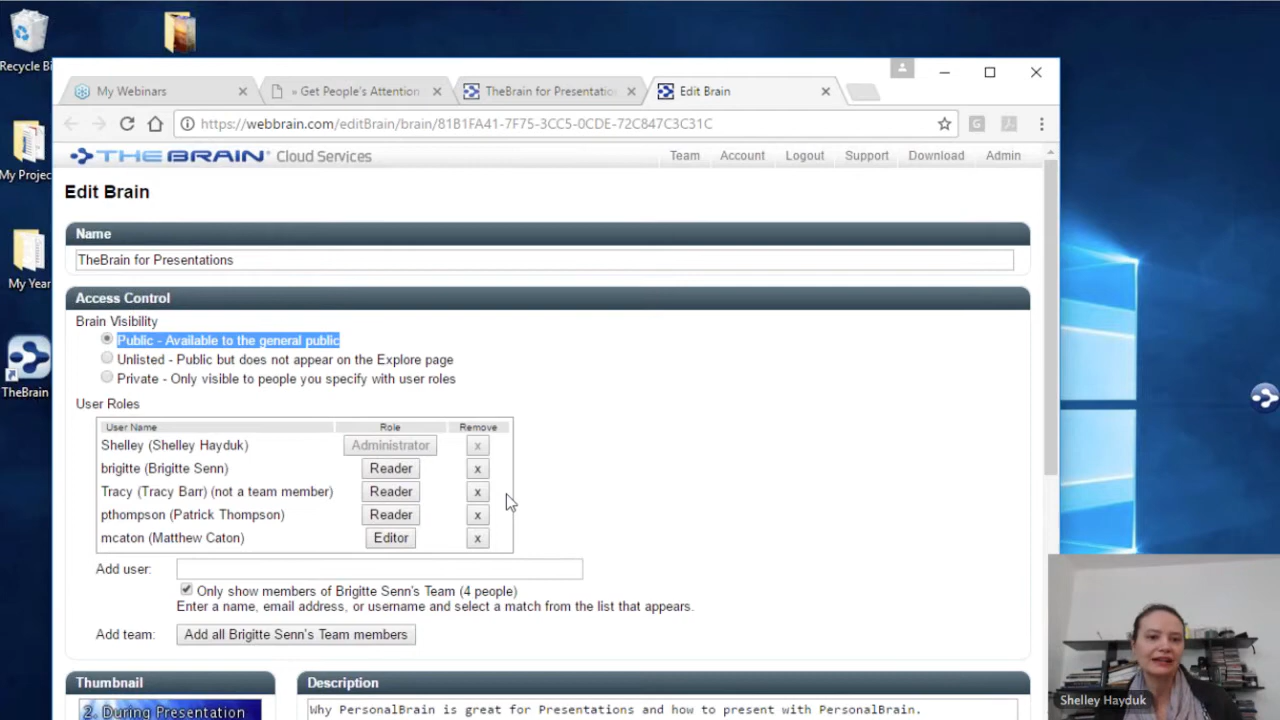 Recycle Bi
My Projec
My Year
TheBrain
My Webinars
» Get People's Attention
TheBrain for Presentatio
Edit Brain
https://webbrain.com/editBrain/brain/81B1FA41-7F75-3CC5-0CDE-72C847C3C31C
THEBRAIN® Cloud Services
Team Account Logout Support Download Admin
Edit Brain
Name
TheBrain for Presentations
Access Control
Brain Visibility
Public - Available to the general public
Unlisted - Public but does not appear on the Explore page
Private - Only visible to people you specify with user roles
User Roles
User Name Role Remove
Shelley (Shelley Hayduk) Administrator x
brigitte (Brigitte Senn) Reader x
Tracy (Tracy Barr) (not a team member) Reader x
pthompson (Patrick Thompson) Reader x
mcaton (Matthew Caton) Editor x
Add user:
Only show members of Brigitte Senn's Team (4 people)
Enter a name, email address, or username and select a match from the list that appears.
Add team: Add all Brigitte Senn's Team members
Thumbnail
2. During Presentation
Description
Why PersonalBrain is great for Presentations and how to present with PersonalBrain.
Shelley Hayduk